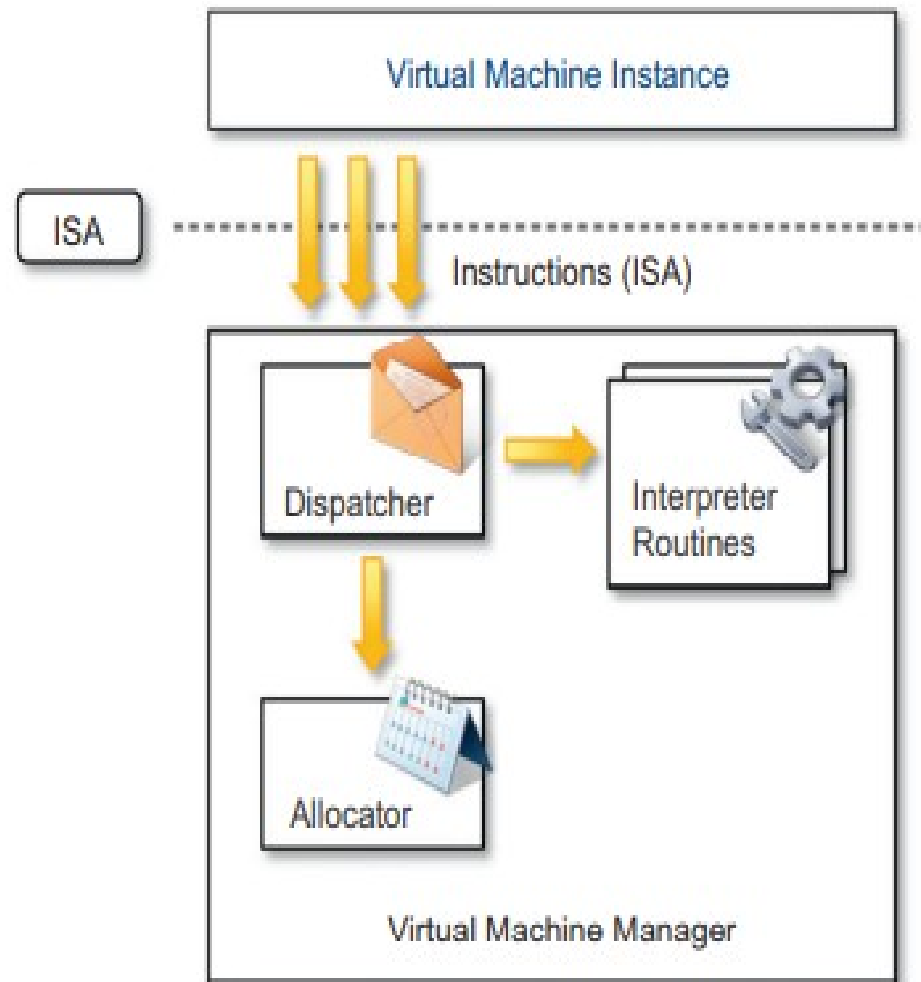 Virtual Machine Instance
ISA
Instructions (ISA)
Dispatcher
Interpreter
Routines
Allocator
Virtual Machine Manager